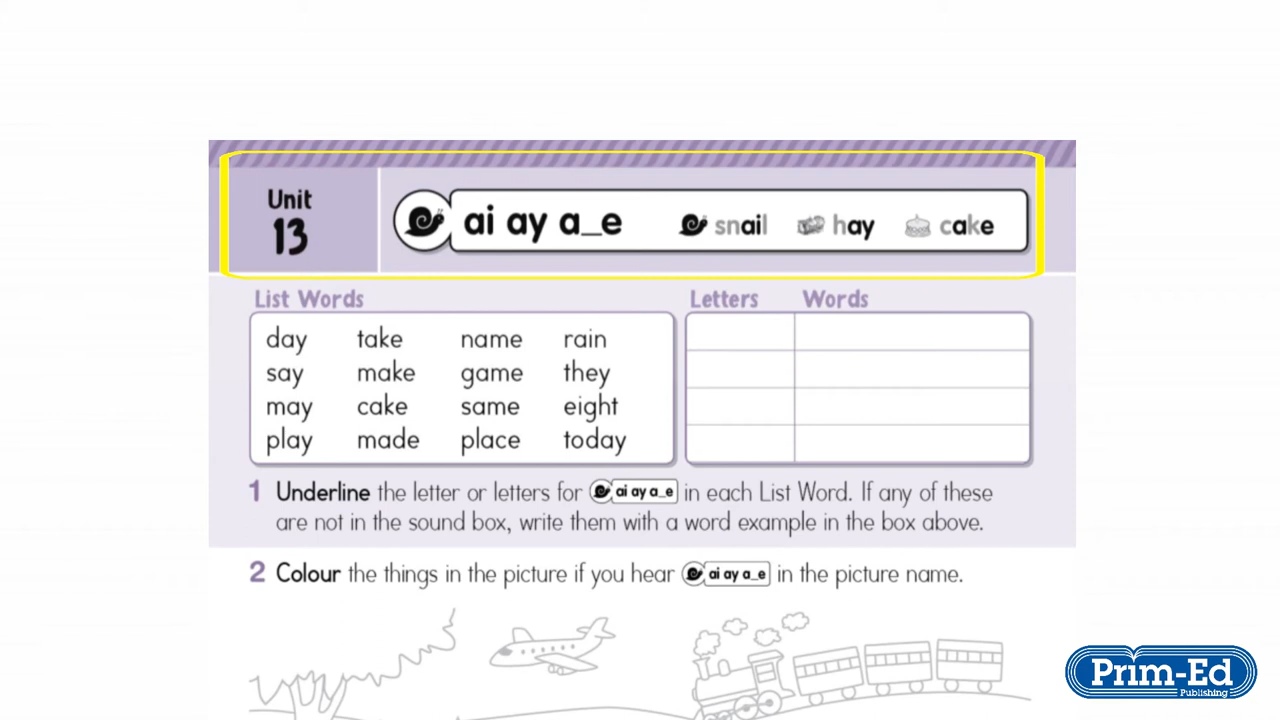 Unit
13
ai ay a_e snail hay cake
List Words
day take name rain
say make game they
may cake same eight
play made place today
Letters Words
1 Underline the letter or letters for ai ay a_e in each List Word. If any of these
are not in the sound box, write them with a word example in the box above.
2 Colour the things in the picture if you hear ai ay a_e in the picture name.
Prim-Ed
Publishing